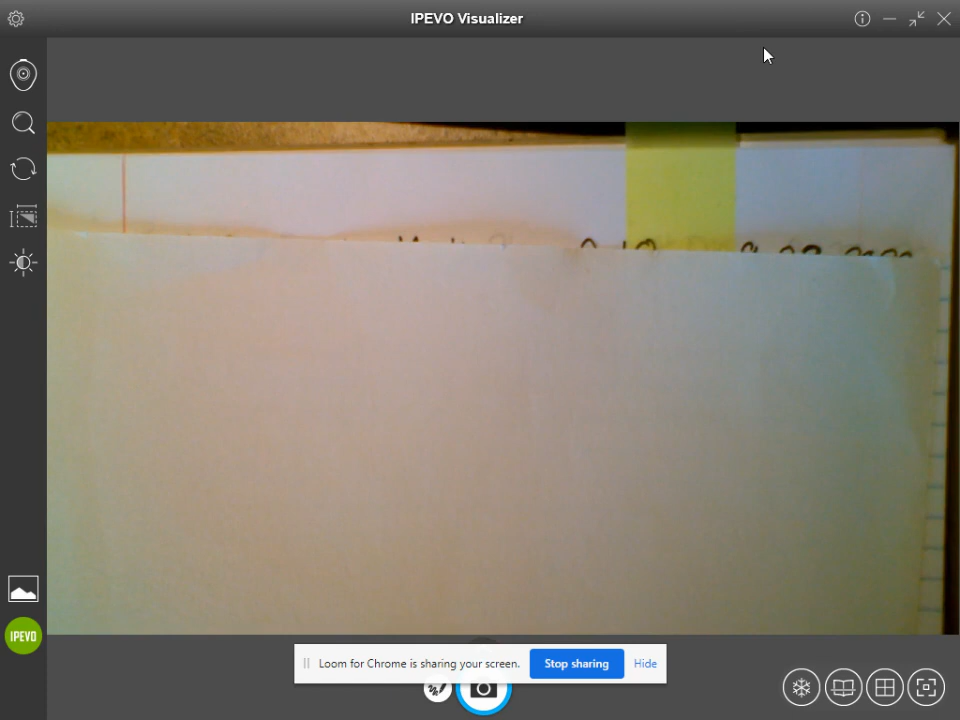 IPEVO Visualizer
IPEVO
Loom for Chrome is sharing your screen.
Stop sharing
Hide